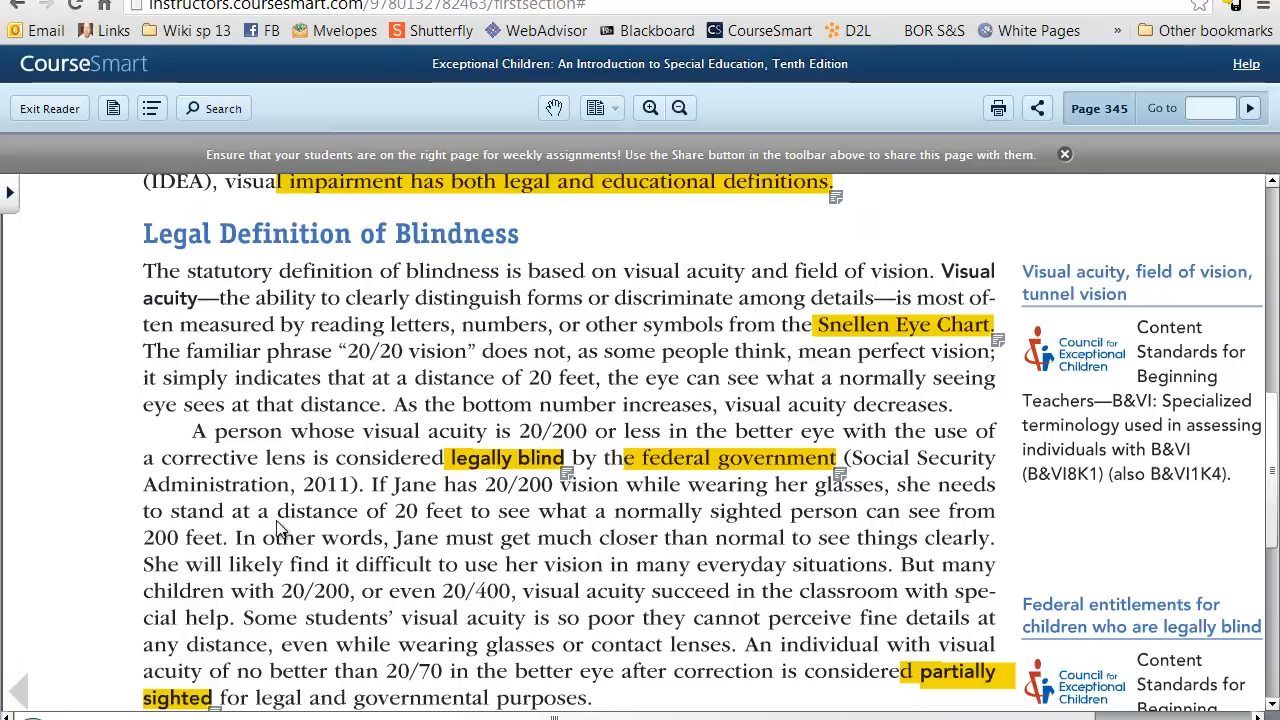 instructors.coursesmart.com/9780132782463/firstsection#
Email Links Wiki sp 13 FB Mvelopes Shutterfly WebAdvisor Blackboard CourseSmart D2L BOR S&S White Pages » Other bookmarks
CourseSmart Exceptional Children: An Introduction to Special Education, Tenth Edition Help
Exit Reader Search Page 345 Go to
Ensure that your students are on the right page for weekly assignments! Use the Share button in the toolbar above to share this page with them.
(IDEA), visual impairment has both legal and educational definitions.
Legal Definition of Blindness
The statutory definition of blindness is based on visual acuity and field of vision. Visual
acuity—the ability to clearly distinguish forms or discriminate among details—is most of-
ten measured by reading letters, numbers, or other symbols from the Snellen Eye Chart.
The familiar phrase “20/20 vision” does not, as some people think, mean perfect vision;
it simply indicates that at a distance of 20 feet, the eye can see what a normally seeing
eye sees at that distance. As the bottom number increases, visual acuity decreases.
A person whose visual acuity is 20/200 or less in the better eye with the use of
a corrective lens is considered legally blind by the federal government (Social Security
Administration, 2011). If Jane has 20/200 vision while wearing her glasses, she needs
to stand at a distance of 20 feet to see what a normally sighted person can see from
200 feet. In other words, Jane must get much closer than normal to see things clearly.
She will likely find it difficult to use her vision in many everyday situations. But many
children with 20/200, or even 20/400, visual acuity succeed in the classroom with spe-
cial help. Some students’ visual acuity is so poor they cannot perceive fine details at
any distance, even while wearing glasses or contact lenses. An individual with visual
acuity of no better than 20/70 in the better eye after correction is considered partially
sighted for legal and governmental purposes.
Visual acuity, field of vision,
tunnel vision
Council for
Exceptional
Children
Content
Standards for
Beginning
Teachers—B&VI: Specialized
terminology used in assessing
individuals with B&VI
(B&VI8K1) (also B&VI1K4).
Federal entitlements for
children who are legally blind
Council for
Exceptional
Children
Content
Standards for
Beginning